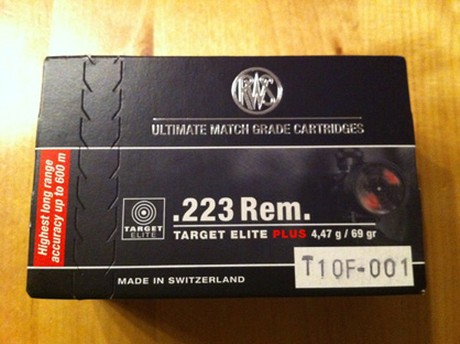 RWS
ULTIMATE MATCH GRADE CARTRIDGES
Highest long range
accuracy up to 600 m
.223 Rem.
TARGET
ELITE
TARGET ELITE PLUS 4,47 g / 69 gr
T10F-001
MADE IN SWITZERLAND